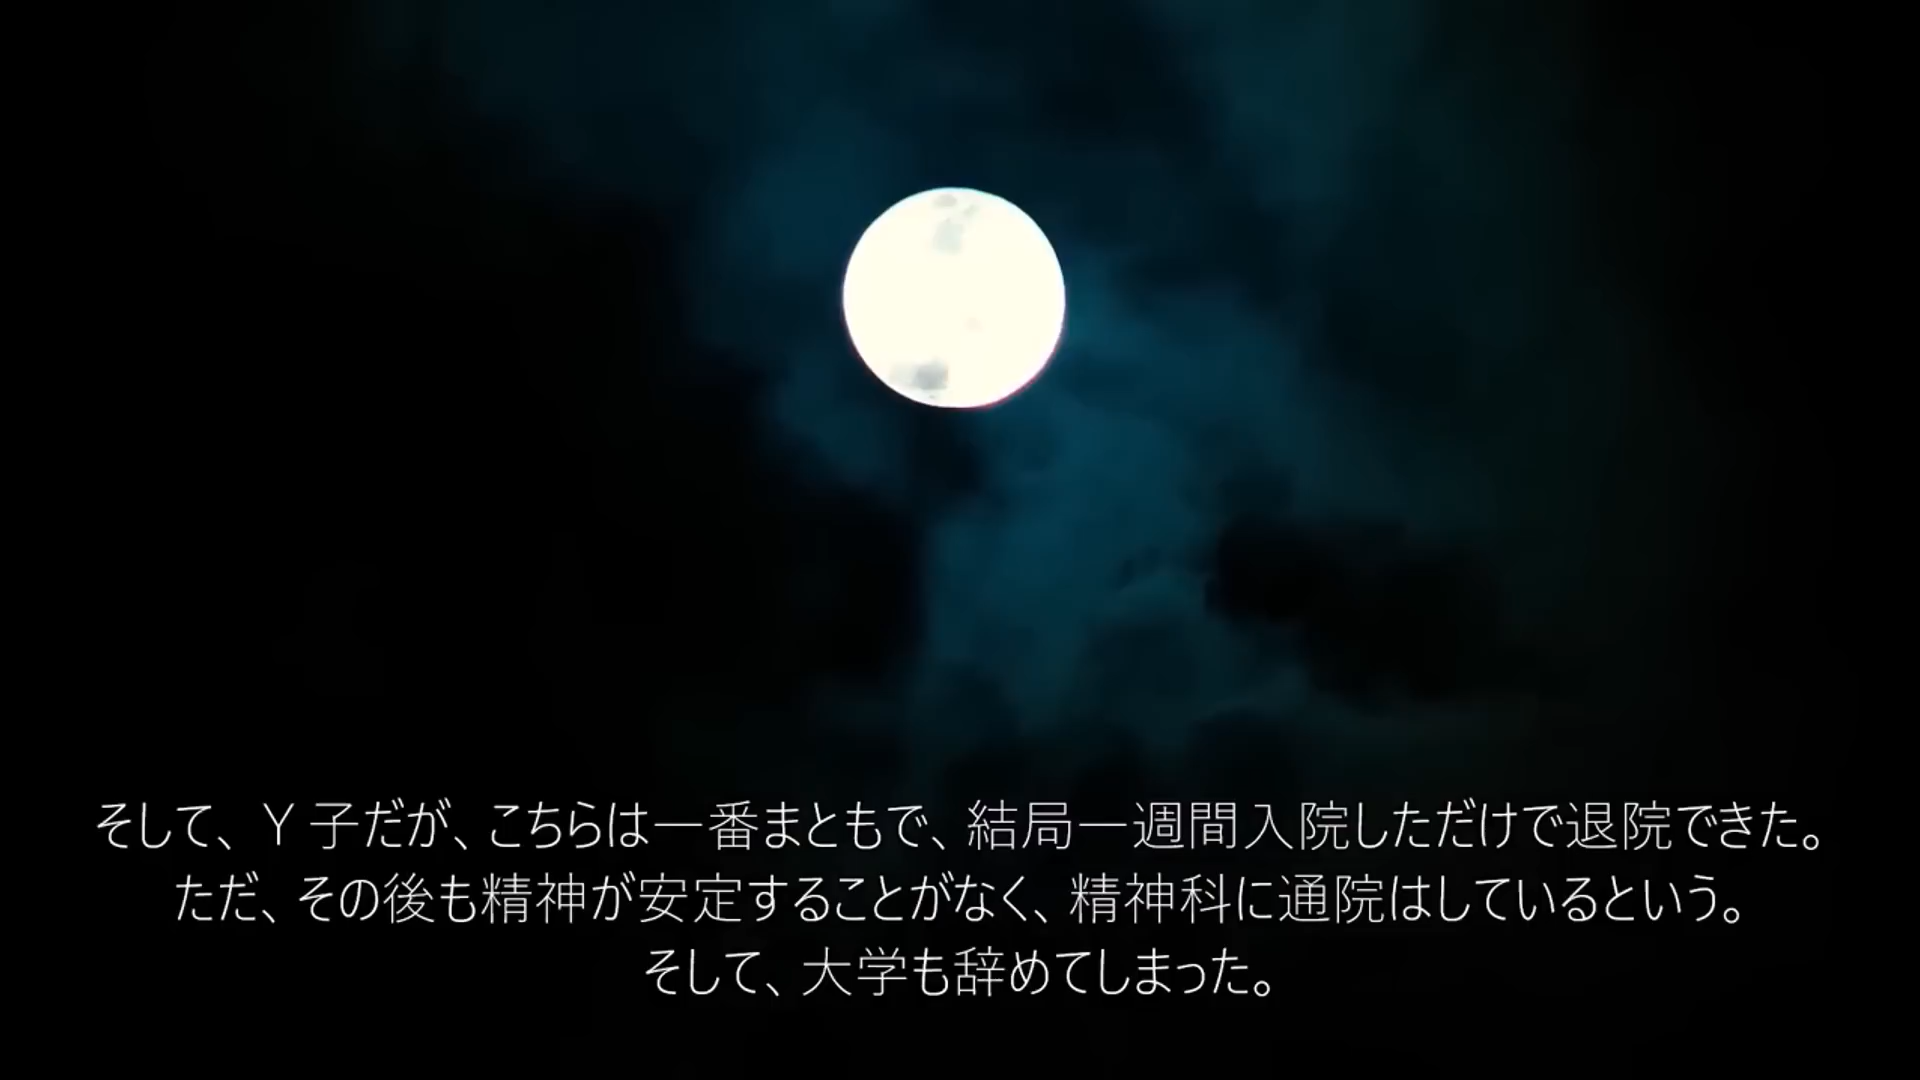 そして、Ｙ子だが、こちらは一番まともで、結局一週間入院しただけで退院できた。
ただ、その後も精神が安定することがなく、精神科に通院はしているという。
そして、大学も辞めてしまった。